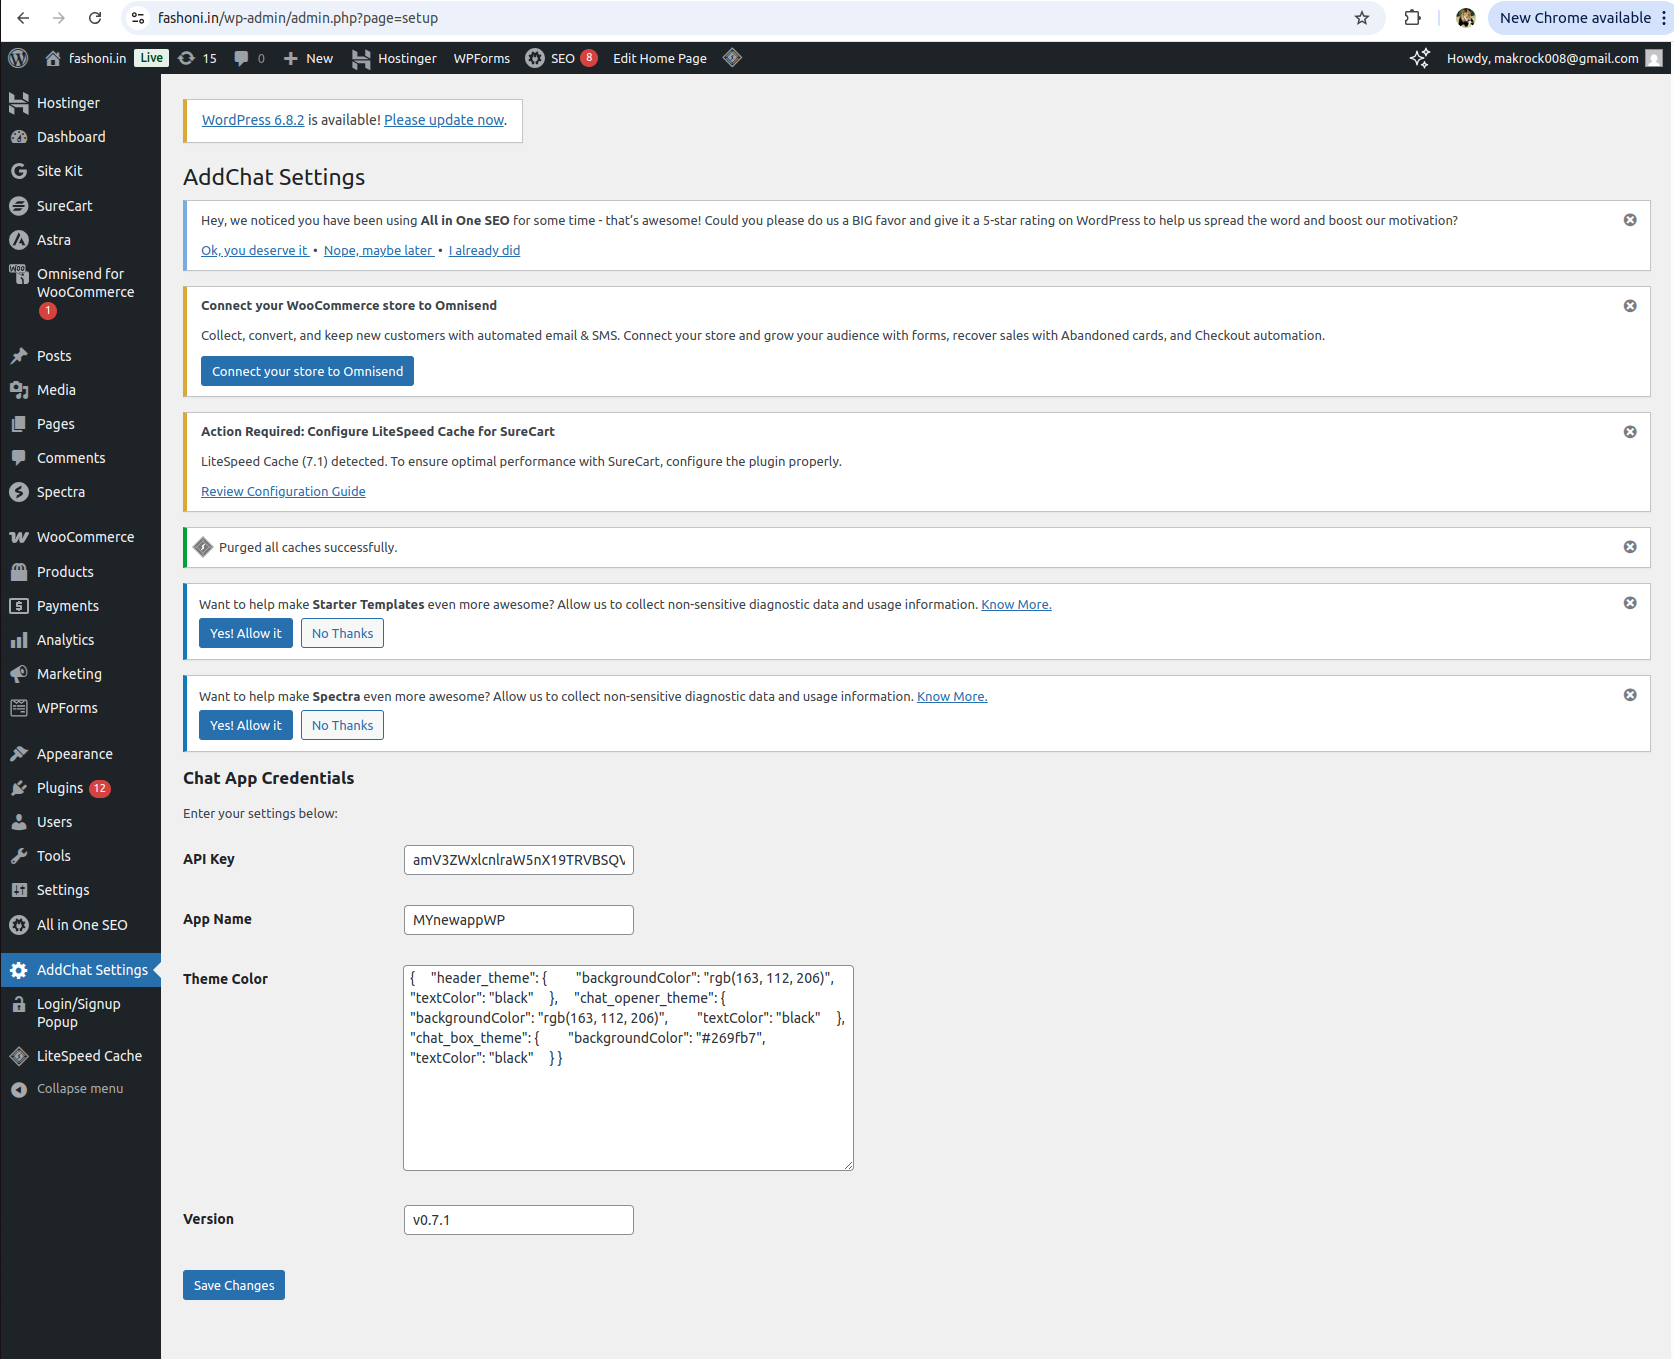 fashoni.in/wp-admin/admin.php?page=setup
New Chrome available
fashoni.in Live 15 0 New Hostinger WPForms SEO 8 Edit Home Page
Howdy, makrock008@gmail.com
Hostinger
Dashboard
Site Kit
SureCart
Astra
Omnisend for
WooCommerce
1
Posts
Media
Pages
Comments
Spectra
WooCommerce
Products
Payments
Analytics
Marketing
WPForms
Appearance
Plugins 12
Users
Tools
Settings
All in One SEO
AddChat Settings
Login/Signup
Popup
LiteSpeed Cache
Collapse menu
WordPress 6.8.2 is available! Please update now.
AddChat Settings
Hey, we noticed you have been using All in One SEO for some time - that's awesome! Could you please do us a BIG favor and give it a 5-star rating on WordPress to help us spread the word and boost our motivation?
Ok, you deserve it • Nope, maybe later • I already did
Connect your WooCommerce store to Omnisend
Collect, convert, and keep new customers with automated email & SMS. Connect your store and grow your audience with forms, recover sales with Abandoned cards, and Checkout automation.
Connect your store to Omnisend
Action Required: Configure LiteSpeed Cache for SureCart
LiteSpeed Cache (7.1) detected. To ensure optimal performance with SureCart, configure the plugin properly.
Review Configuration Guide
Purged all caches successfully.
Want to help make Starter Templates even more awesome? Allow us to collect non-sensitive diagnostic data and usage information. Know More.
Yes! Allow it No Thanks
Want to help make Spectra even more awesome? Allow us to collect non-sensitive diagnostic data and usage information. Know More.
Yes! Allow it No Thanks
Chat App Credentials
Enter your settings below:
API Key amV3ZWxlcnlraW5nX19TRVBSQV
App Name MYnewappWP
Theme Color
{ "header_theme": { "backgroundColor": "rgb(163, 112, 206)",
"textColor": "black" }, "chat_opener_theme": {
"backgroundColor": "rgb(163, 112, 206)", "textColor": "black" },
"chat_box_theme": { "backgroundColor": "#269fb7",
"textColor": "black" } }
Version v0.7.1
Save Changes